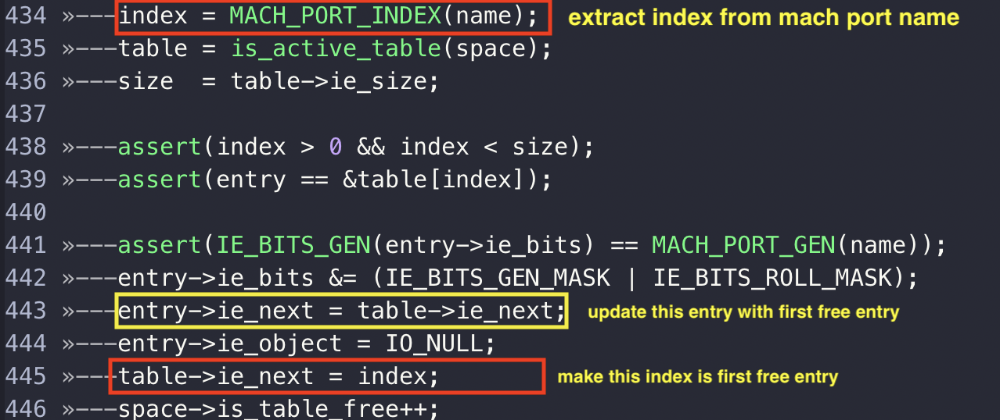 434 »---index = MACH_PORT_INDEX(name); extract index from mach port name
435 »---table = is_active_table(space);
436 »---size  = table->ie_size;
437
438 »---assert(index > 0 && index < size);
439 »---assert(entry == &table[index]);
440
441 »---assert(IE_BITS_GEN(entry->ie_bits) == MACH_PORT_GEN(name));
442 »---entry->ie_bits &= (IE_BITS_GEN_MASK | IE_BITS_ROLL_MASK);
443 »---entry->ie_next = table->ie_next; update this entry with first free entry
444 »---entry->ie_object = IO_NULL;
445 »---table->ie_next = index; make this index is first free entry
446 »---space->is_table_free++;